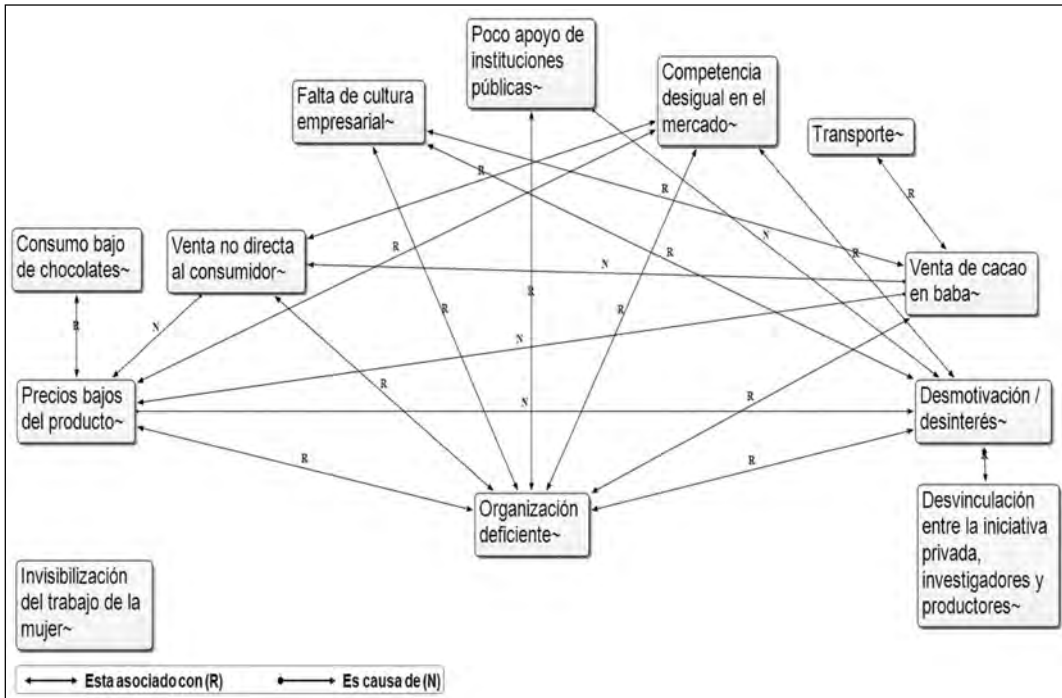 Poco apoyo de
instituciones
públicas~
Competencia
desigual en el
mercado~
Falta de cultura
empresarial~
Transporte~
R
R
R
N
Consumo bajo
de chocolates~
Venta no directa
al consumidor~
R
R
R
N
Venta de cacao
en baba~
R
R
R
R
N
N
Precios bajos
del producto~
R
R
N
Desmotivación /
desinterés~
R
R
R
Organización
deficiente~
Desvinculación
entre la iniciativa
privada,
investigadores y
productores~
Invisibilización
del trabajo de la
mujer~
Esta asociado con (R)
Es causa de (N)